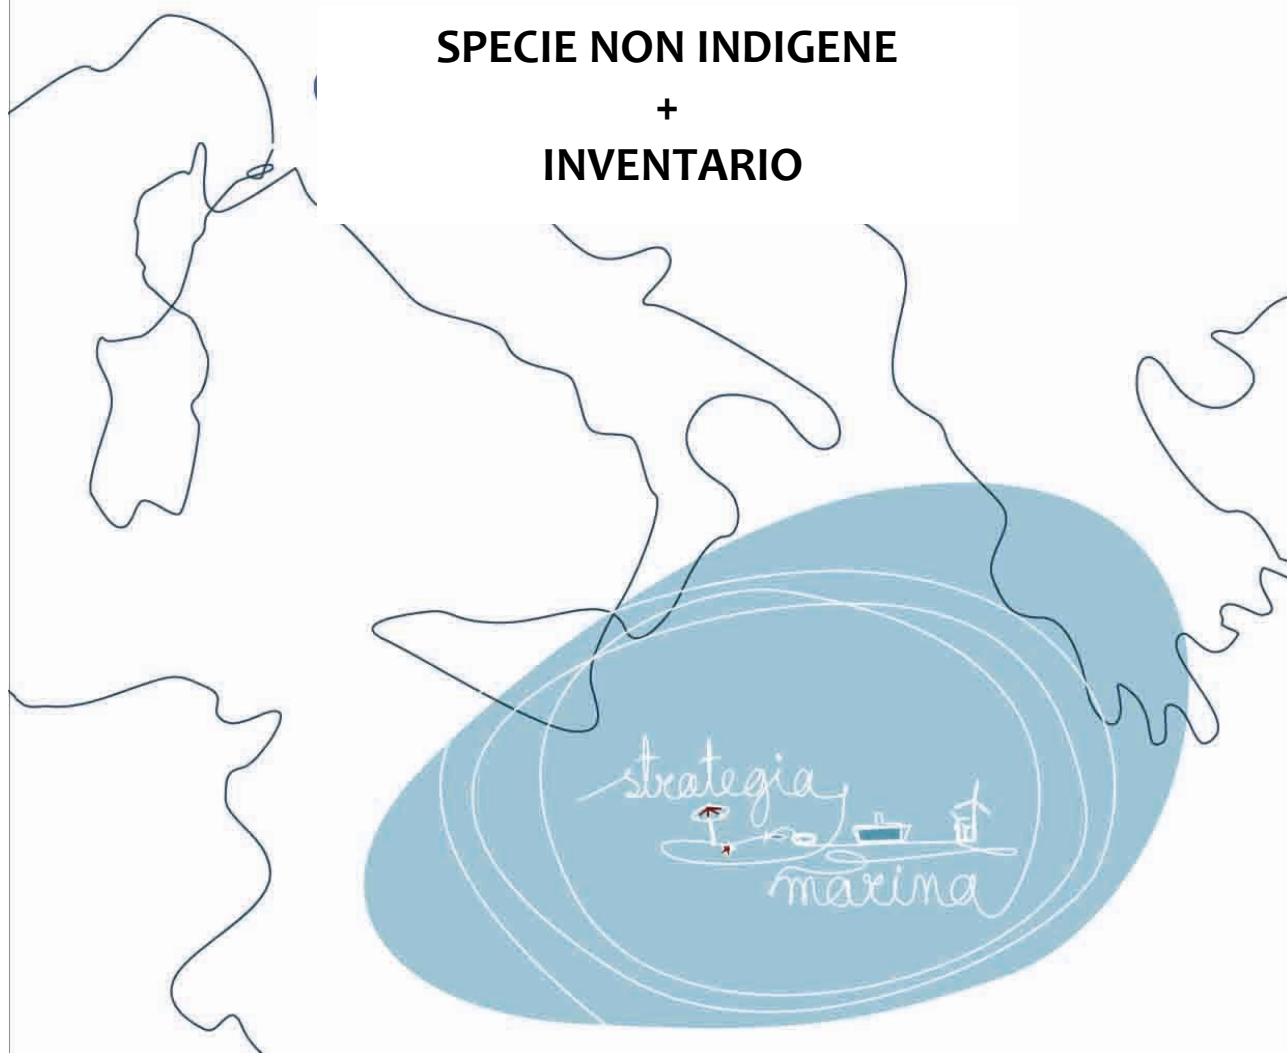 SPECIE NON INDIGENE
+
INVENTARIO
strategia
marina